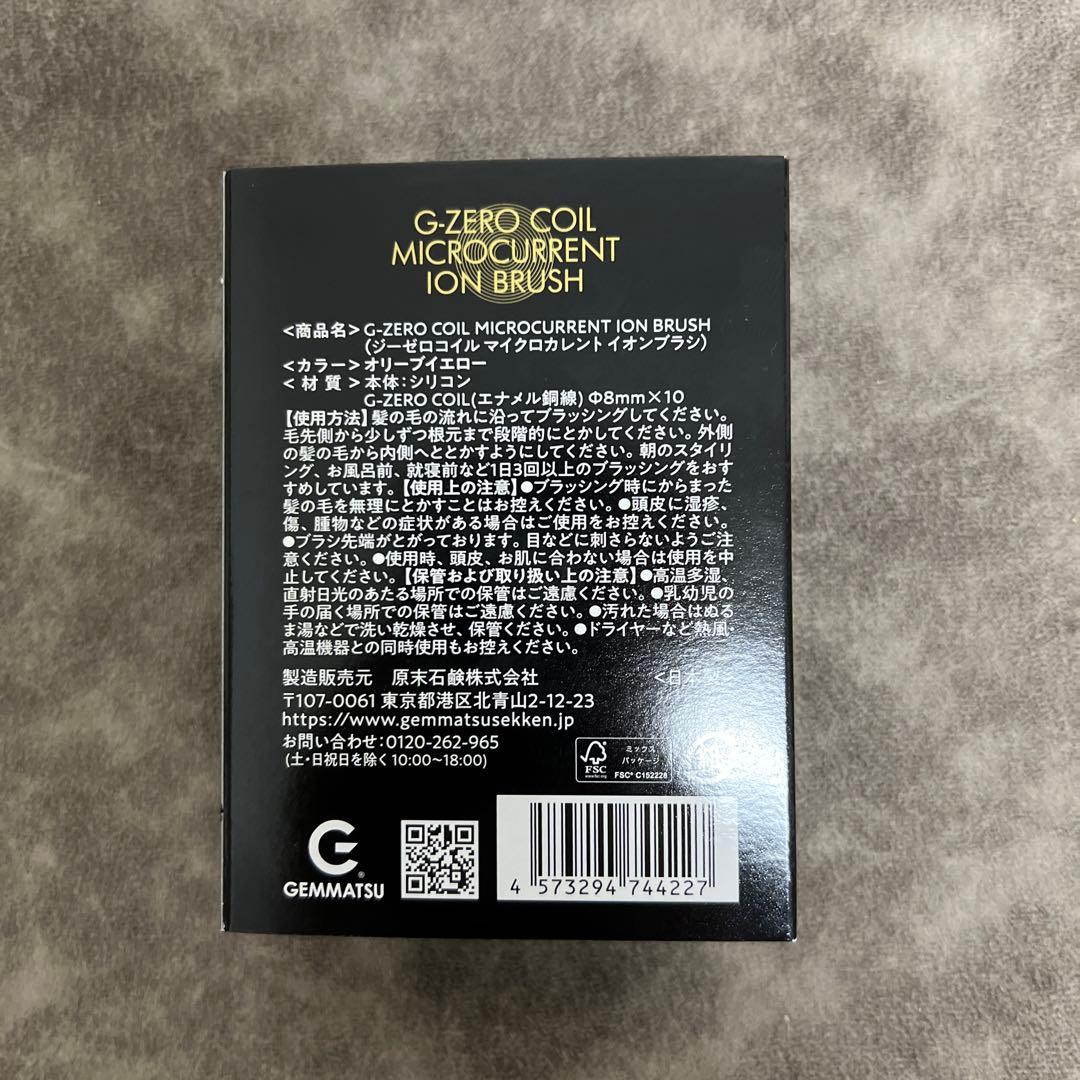 G-ZERO COIL
MICROCURRENT
ION BRUSH
<商品名>G-ZERO COIL MICROCURRENT ION BRUSH
(ジーゼロコイル マイクロカレント イオンブラシ)
<カラー>オリーブイエロー
<材質>本体:シリコン
G-ZERO COIL(エナメル銅線) Φ8mm×10
【使用方法】髪の毛の流れに沿ってブラッシングしてください。
毛先側から少しずつ根元まで段階的にとかしてください。外側
の髪の毛から内側へととかすようにしてください。朝のスタイリ
ング、お風呂前、就寝前など1日3回以上のブラッシングをおす
すめしています。【使用上の注意】●ブラッシング時にからまった
髪の毛を無理にとかすことはお控えください。●頭皮に湿疹、
傷、腫物などの症状がある場合はご使用をお控えください。
●ブラシ先端がとがっております。目などに刺さらないようご注
意ください。●使用時、頭皮、お肌に合わない場合は使用を中
止してください。【保管および取り扱い上の注意】●高温多湿、
直射日光のあたる場所での保管はご遠慮ください。●乳幼児の
手の届く場所での保管はご遠慮ください。●汚れた場合はぬる
ま湯などで洗い乾燥させ、保管ください。●ドライヤーなど熱風・
高温機器との同時使用もお控えください。
製造販売元 原末石鹸株式会社 <日本製
〒107-0061 東京都港区北青山2-12-23
https://www.gemmatsusekken.jp
お問い合わせ:0120-262-965
(土・日祝日を除く 10:00~18:00)
FSC
www.fsc.org
ミックス
パッケージ
FSC® C152228
GEMMATSU®
4 573294 744227